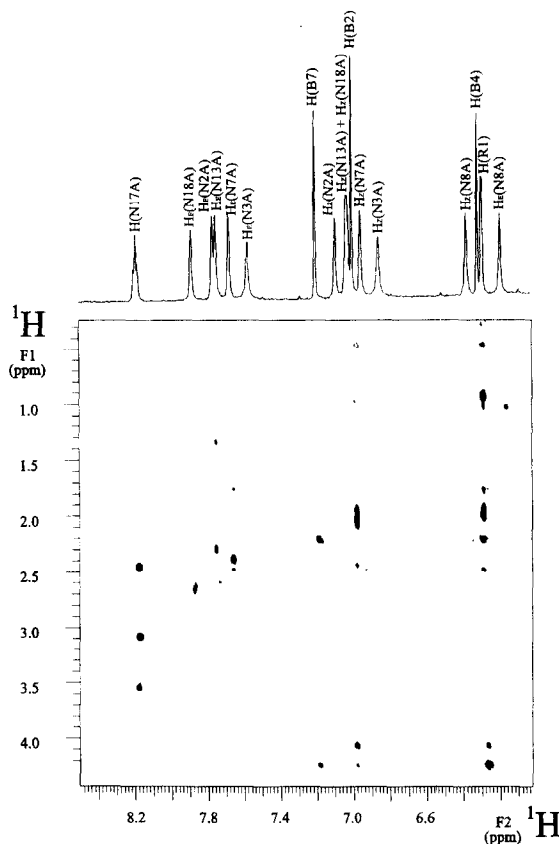 H(N17A)
H_E(N18A)
H_E(N2A)
H_E(N13A)
H_E(N7A)
H_E(N3A)
H(B7)
H_Z(N2A)
H_Z(N13A) + H_Z(N18A)
H(B2)
H_Z(N7A)
H_Z(N3A)
H_Z(N8A)
H(B4)
H(R1)
H_E(N8A)
¹H
F1
(ppm)
1.0
1.5
2.0
2.5
3.0
3.5
4.0
8.2 7.8 7.4 7.0 6.6
F2
(ppm)
¹H